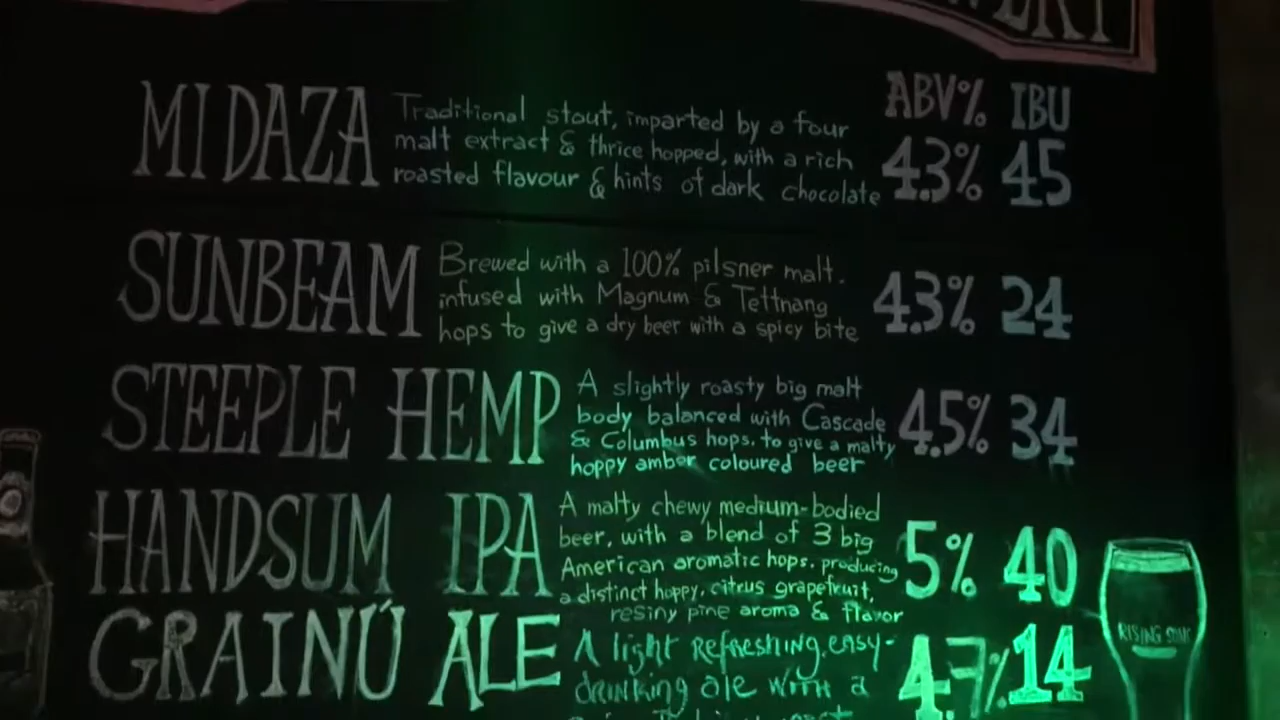 ABV% IBU
MIDAZA Traditional stout, imparted by a four
malt extract & thrice hopped, with a rich
roasted flavour & hints of dark chocolate
4.3% 45
SUNBEAM Brewed with a 100% pilsner malt.
infused with Magnum & Tettnang
hops to give a dry beer with a spicy bite
4.3% 24
STEEPLE HEMP A slightly roasty big malt
body balanced with Cascade
& Columbus hops. to give a malty
hoppy amber coloured beer
4.5% 34
HANDSUM IPA A malty chewy medium-bodied
beer, with a blend of 3 big
American aromatic hops. producing
a distinct hoppy, citrus grapefruit,
resiny pine aroma & flavor
5% 40
GRAINÚ ALE A light Refreshing, easy-
drinking ale with a
4.7% 14
RISING SONS